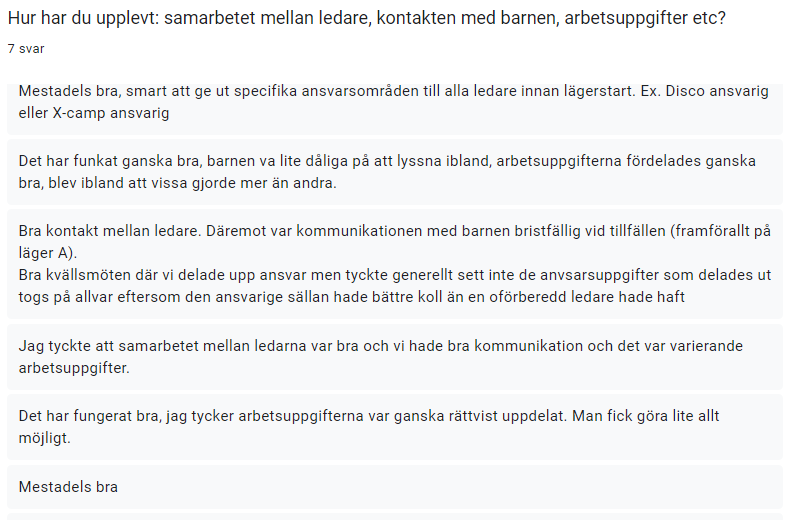 Hur har du upplevt: samarbetet mellan ledare, kontakten med barnen, arbetsuppgifter etc?
7 svar
Mestadels bra, smart att ge ut specifika ansvarsområden till alla ledare innan lägerstart. Ex. Disco ansvarig
eller X-camp ansvarig
Det har funkat ganska bra, barnen va lite dåliga på att lyssna ibland, arbetsuppgifterna fördelades ganska
bra, blev ibland att vissa gjorde mer än andra.
Bra kontakt mellan ledare. Däremot var kommunikationen med barnen bristfällig vid tillfällen (framförallt på
läger A).
Bra kvällsmöten där vi delade upp ansvar men tyckte generellt sett inte de anvsarsuppgifter som delades ut
togs på allvar eftersom den ansvarige sällan hade bättre koll än en oförberedd ledare hade haft
Jag tyckte att samarbetet mellan ledarna var bra och vi hade bra kommunikation och det var varierande
arbetsuppgifter.
Det har fungerat bra, jag tycker arbetsuppgifterna var ganska rättvist uppdelat. Man fick göra lite allt
möjligt.
Mestadels bra